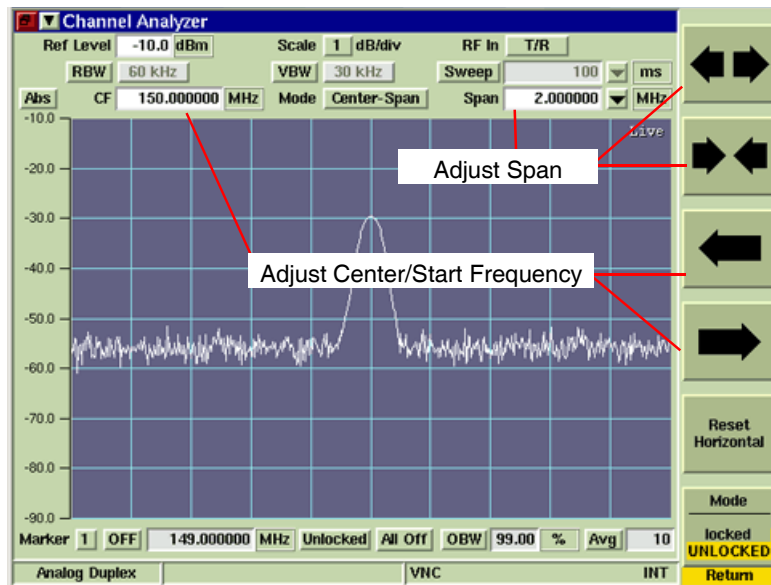 Channel Analyzer
Ref Level -10.0 dBm Scale 1 dB/div RF In T/R
RBW 60 kHz VBW 30 kHz Sweep 100 ms
Abs CF 150.000000 MHz Mode Center-Span Span 2.000000 MHz
-10.0
Live
Adjust Span
-20.0
-30.0
Adjust Center/Start Frequency
-40.0
-50.0
-60.0
-70.0
-80.0
-90.0
Marker 1 OFF 149.000000 MHz Unlocked All Off OBW 99.00 % Avg 10
Analog Duplex VNC INT
Reset
Horizontal
Mode
locked
UNLOCKED
Return